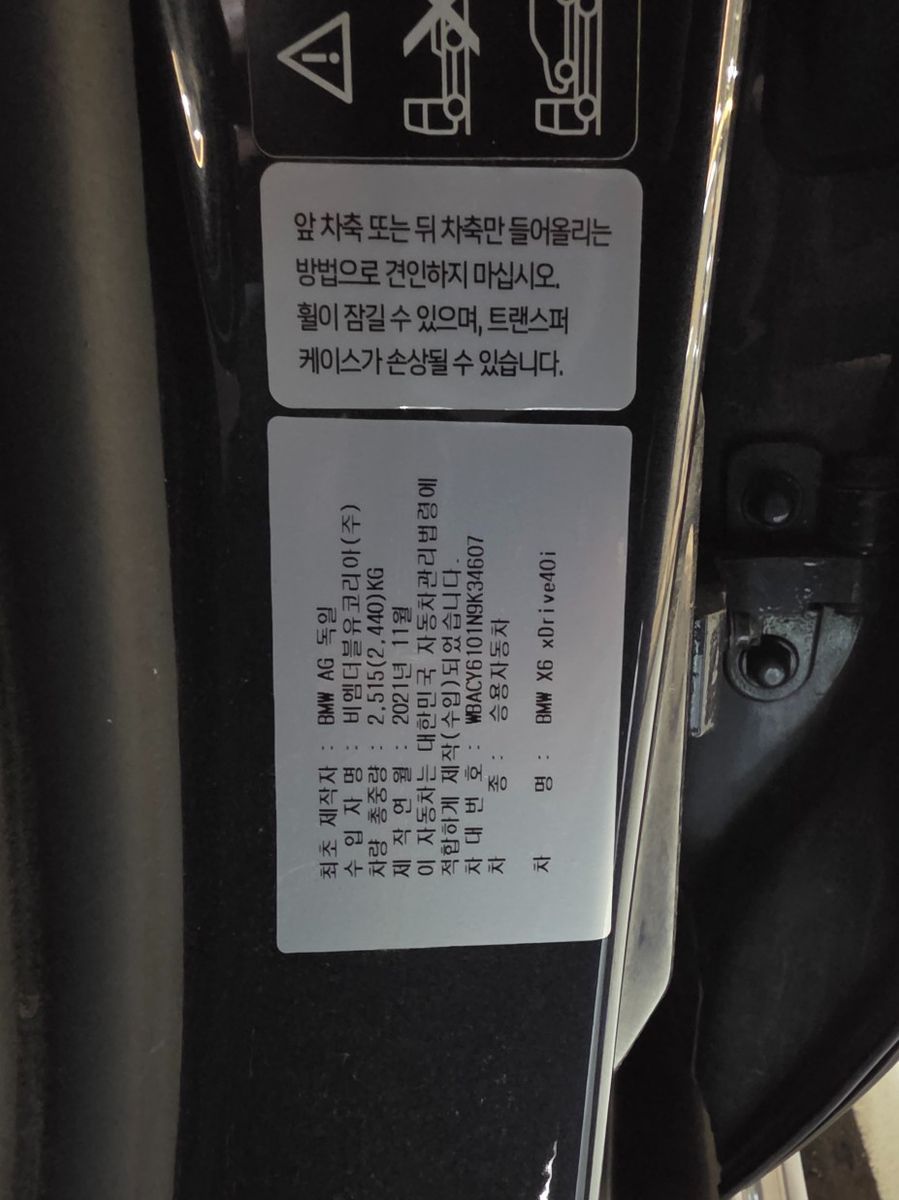 앞 차축 또는 뒤 차축만 들어올리는
방법으로 견인하지 마십시오.
휠이 잠길 수 있으며, 트랜스퍼
케이스가 손상될 수 있습니다.
최초 제작자 : BMW AG 독일
수 입 자 명 : 비엠더블유코리아(주)
차량 총중량 : 2,515(2,440)KG
제 작 연 월 : 2021년 11월
이 자동차는 대한민국 자동차관리법령에
적합하게 제작(수입)되었습니다.
차 대 번 호 : WBACY6101N9K34607
차 종 : 승용자동차
차 명 : BMW X6 xDrive40i